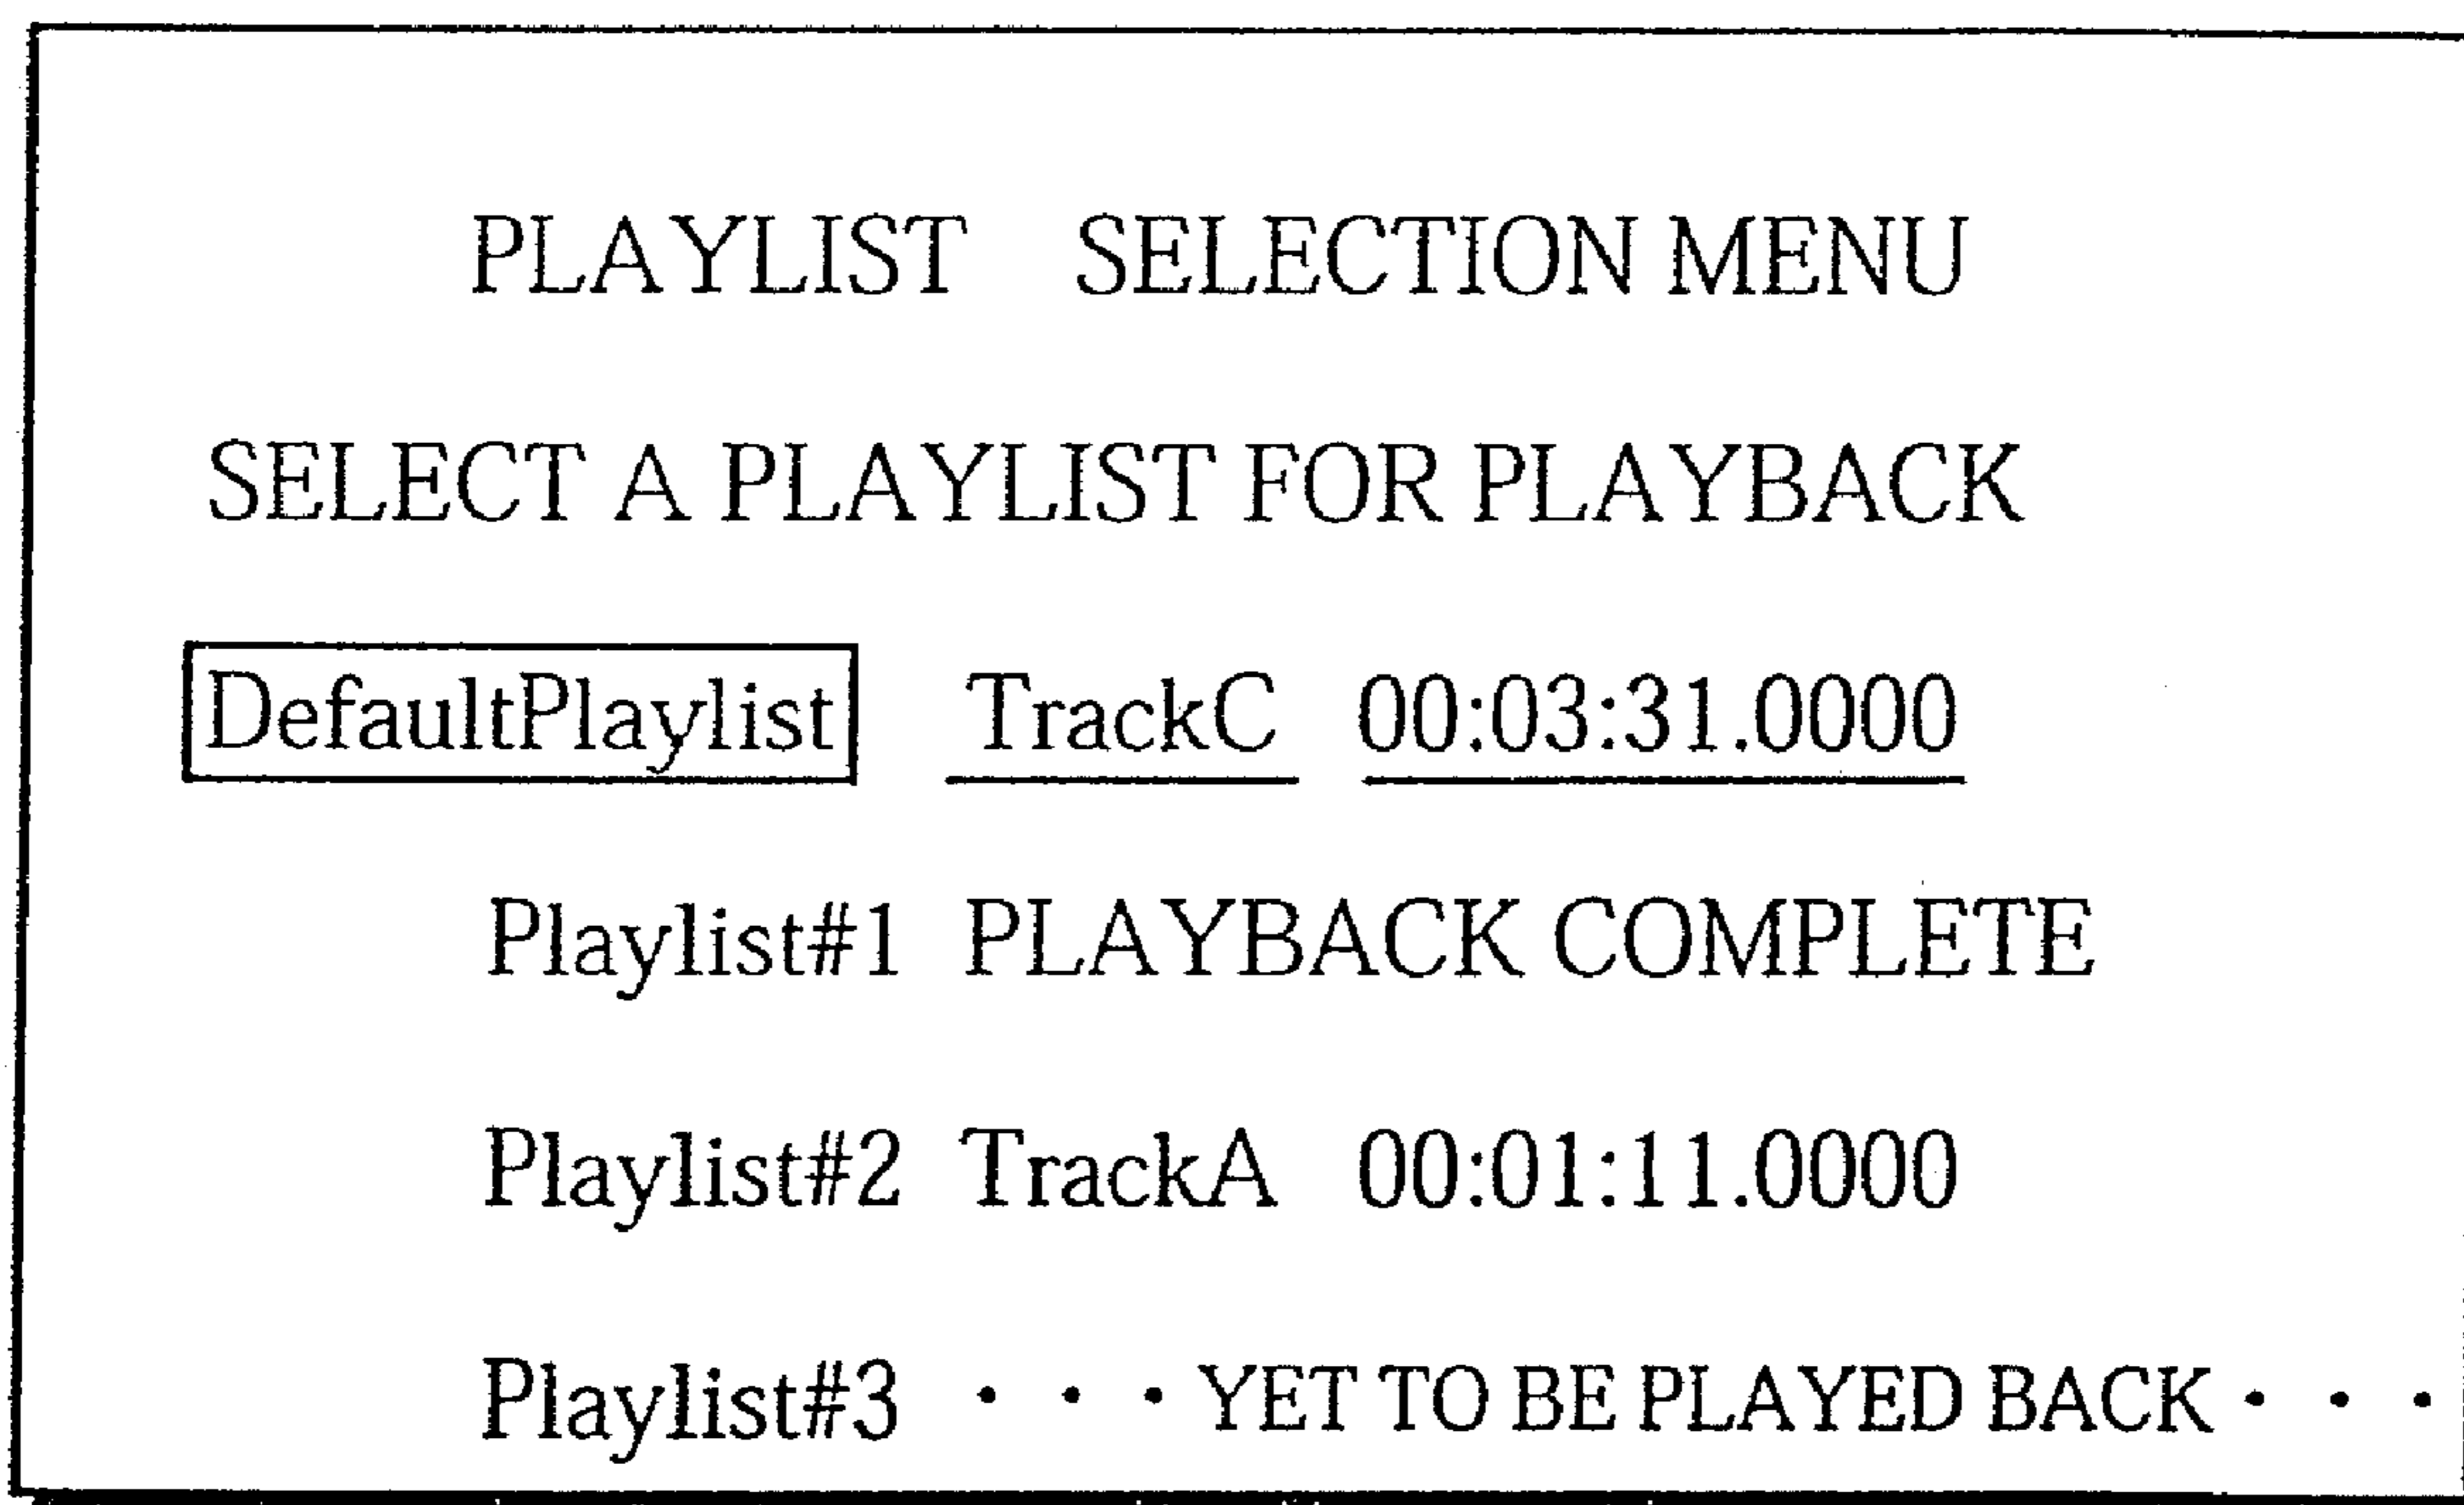 PLAYLIST SELECTION MENU
SELECT A PLAYLIST FOR PLAYBACK
DefaultPlaylist TrackC 00:03:31.0000
Playlist#1 PLAYBACK COMPLETE
Playlist#2 TrackA 00:01:11.0000
Playlist#3 · · · YET TO BE PLAYED BACK · · ·